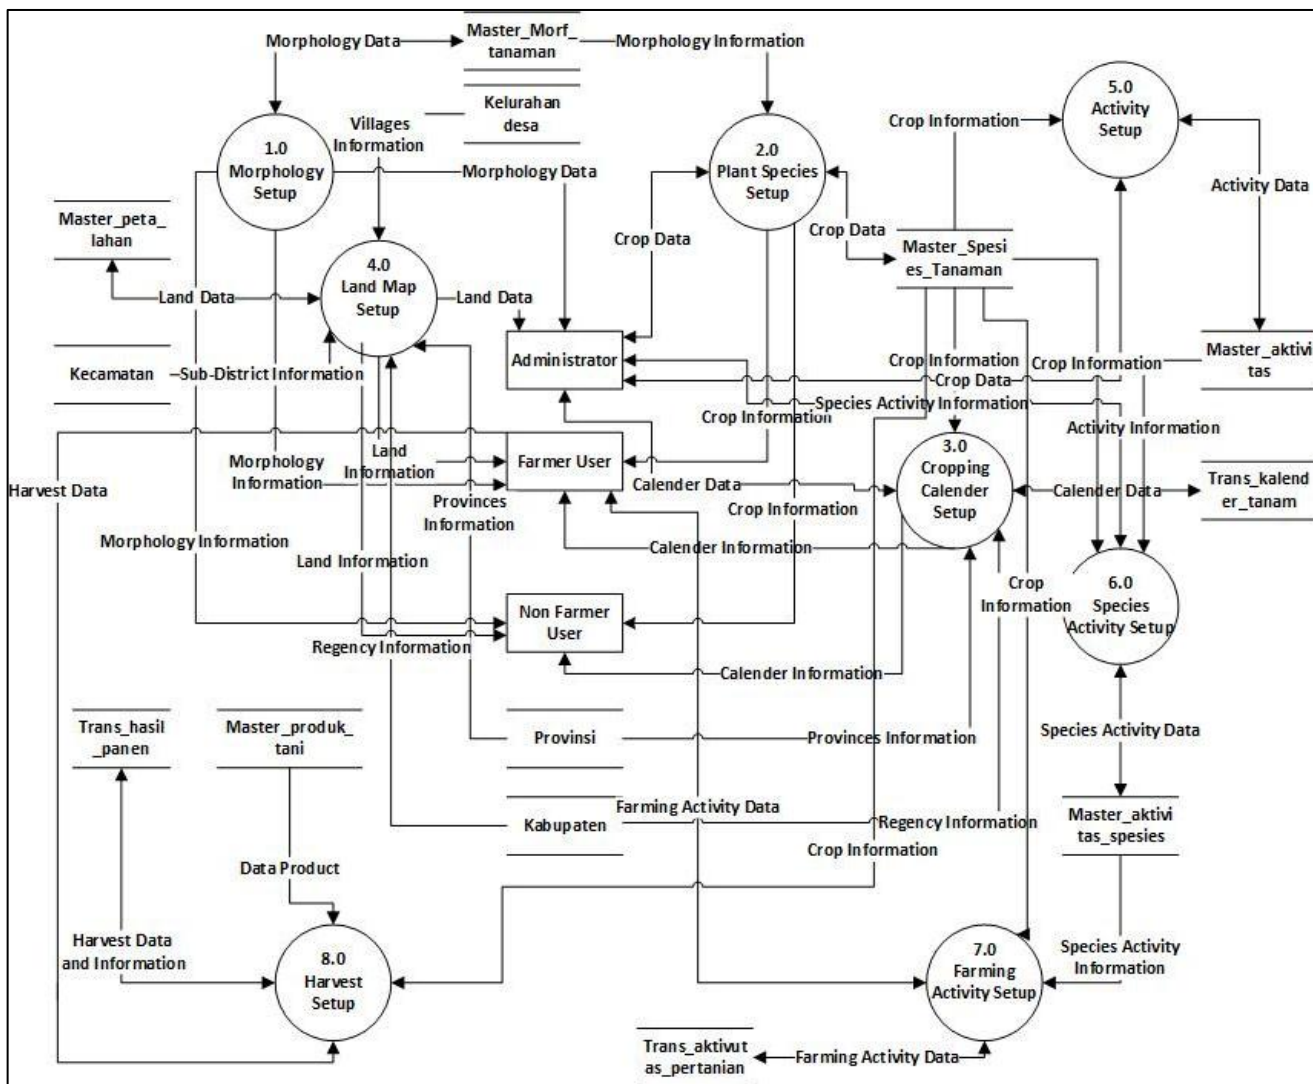 Morphology Data
Master_Morf_
tanaman
Morphology Information
Kelurahan
desa
Villages
Information
5.0
Activity
Setup
Crop Information
1.0
Morphology
Setup
Morphology Data
2.0
Plant Species
Setup
Activity Data
Master_peta_
lahan
Crop Data
Crop Data
Master_Spesi
es_Tanaman
4.0
Land Map
Setup
Land Data
Land Data
Administrator
Kecamatan
Sub-District Information
Crop Information
Crop Information
Master_aktivi
tas
Crop Data
Species Activity Information
Crop Information
Activity Information
Harvest Data
Morphology
Information
Land
Information
Farmer User
3.0
Cropping
Calender
Setup
Calender Data
Calender Data
Trans_kalend
er_tanam
Provinces
Information
Crop Information
Morphology Information
Calender Information
Land Information
Crop
Information
6.0
Species
Activity Setup
Non Farmer
User
Regency Information
Calender Information
Trans_hasil
_panen
Master_produk_
tani
Provinsi
Provinces Information
Species Activity Data
Farming Activity Data
Kabupaten
Regency Information
Master_aktivi
tas_spesies
Crop Information
Data Product
Harvest Data
and Information
8.0
Harvest
Setup
7.0
Farming
Activity Setup
Species Activity
Information
Trans_aktivut
as_pertanian
Farming Activity Data